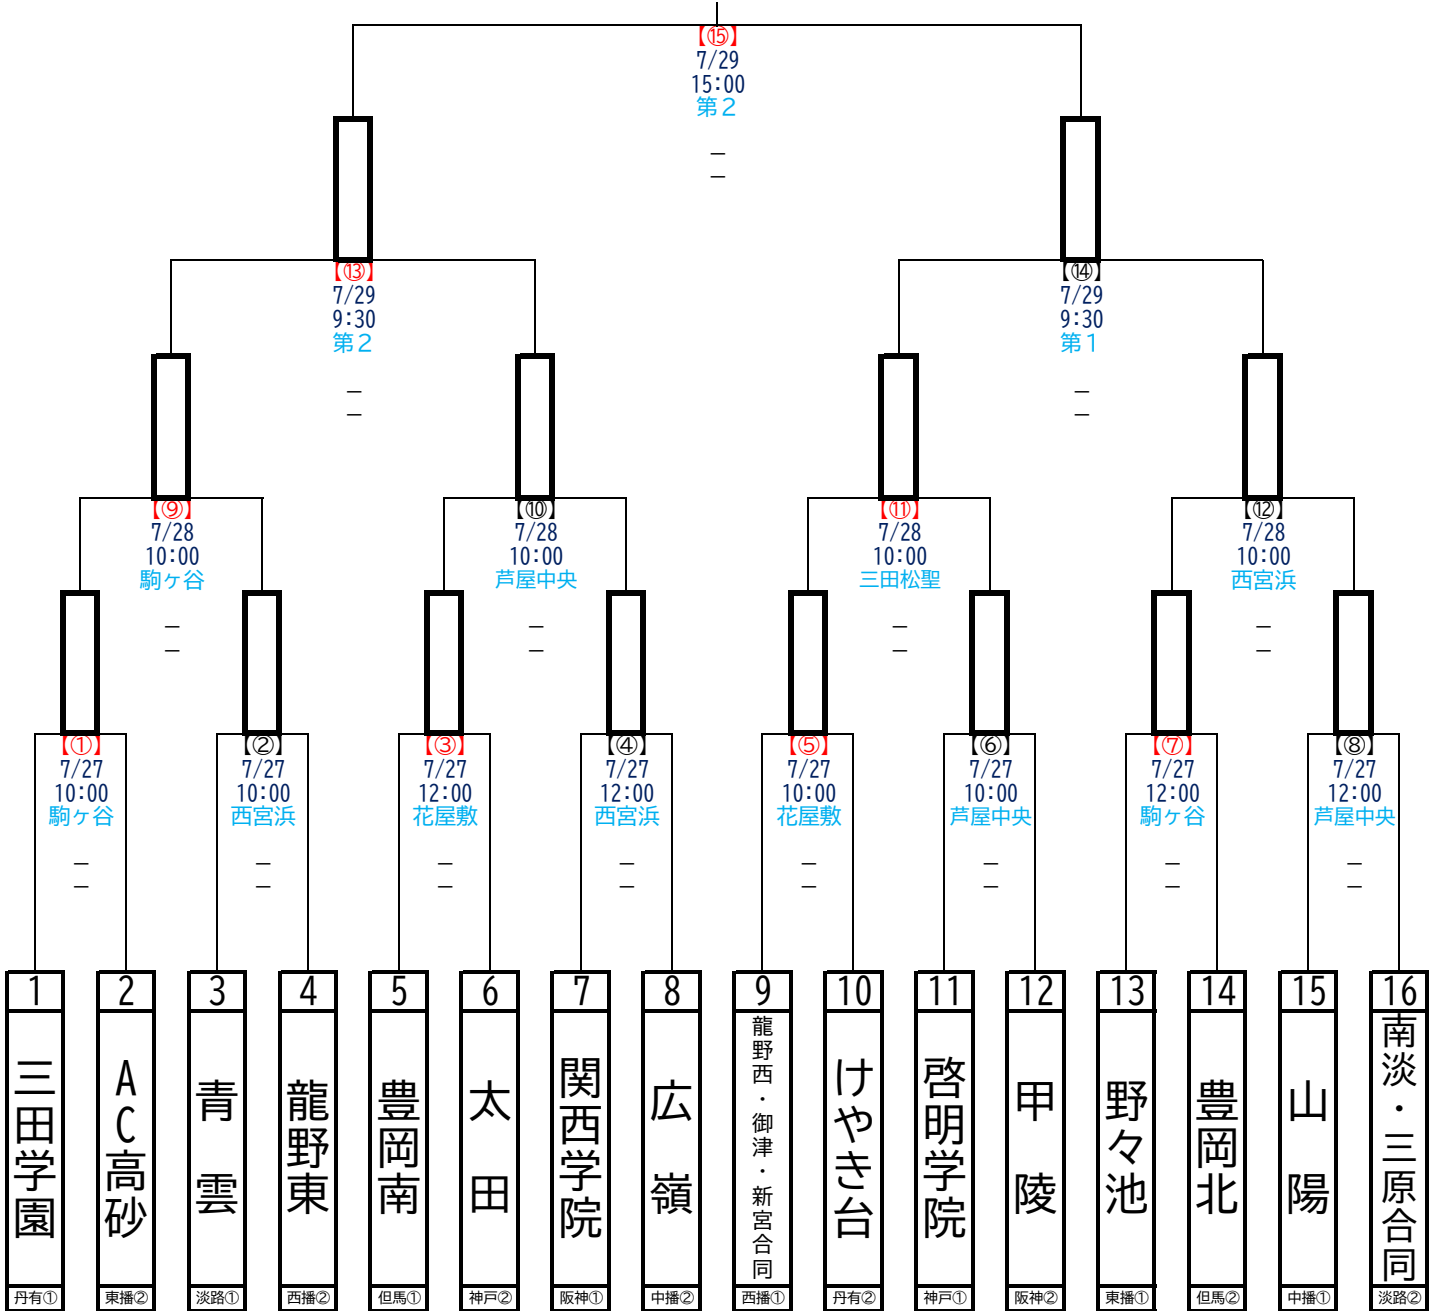 【⑮】
7/29
15:00
第2
—
—
【⑬】
7/29
9:30
第2
—
—
【⑭】
7/29
9:30
第1
—
—
【⑨】
7/28
10:00
駒ヶ谷
—
—
【⑩】
7/28
10:00
芦屋中央
—
—
【⑪】
7/28
10:00
三田松聖
—
—
【⑫】
7/28
10:00
西宮浜
—
—
【①】
7/27
10:00
駒ヶ谷
—
—
【②】
7/27
10:00
西宮浜
—
—
【③】
7/27
12:00
花屋敷
—
—
【④】
7/27
12:00
西宮浜
—
—
【⑤】
7/27
10:00
花屋敷
—
—
【⑥】
7/27
10:00
芦屋中央
—
—
【⑦】
7/27
12:00
駒ヶ谷
—
—
【⑧】
7/27
12:00
芦屋中央
—
—
1
三田学園
丹有①
2
AC高砂
東播②
3
青雲
淡路①
4
龍野東
西播②
5
豊岡南
但馬①
6
太田
神戸②
7
関西学院
阪神①
8
広嶺
中播②
9
龍野西・御津・新宮合同
西播①
10
けやき台
丹有②
11
啓明学院
神戸①
12
甲陵
阪神②
13
野々池
東播①
14
豊岡北
但馬②
15
山陽
中播①
16
南淡・三原合同
淡路②